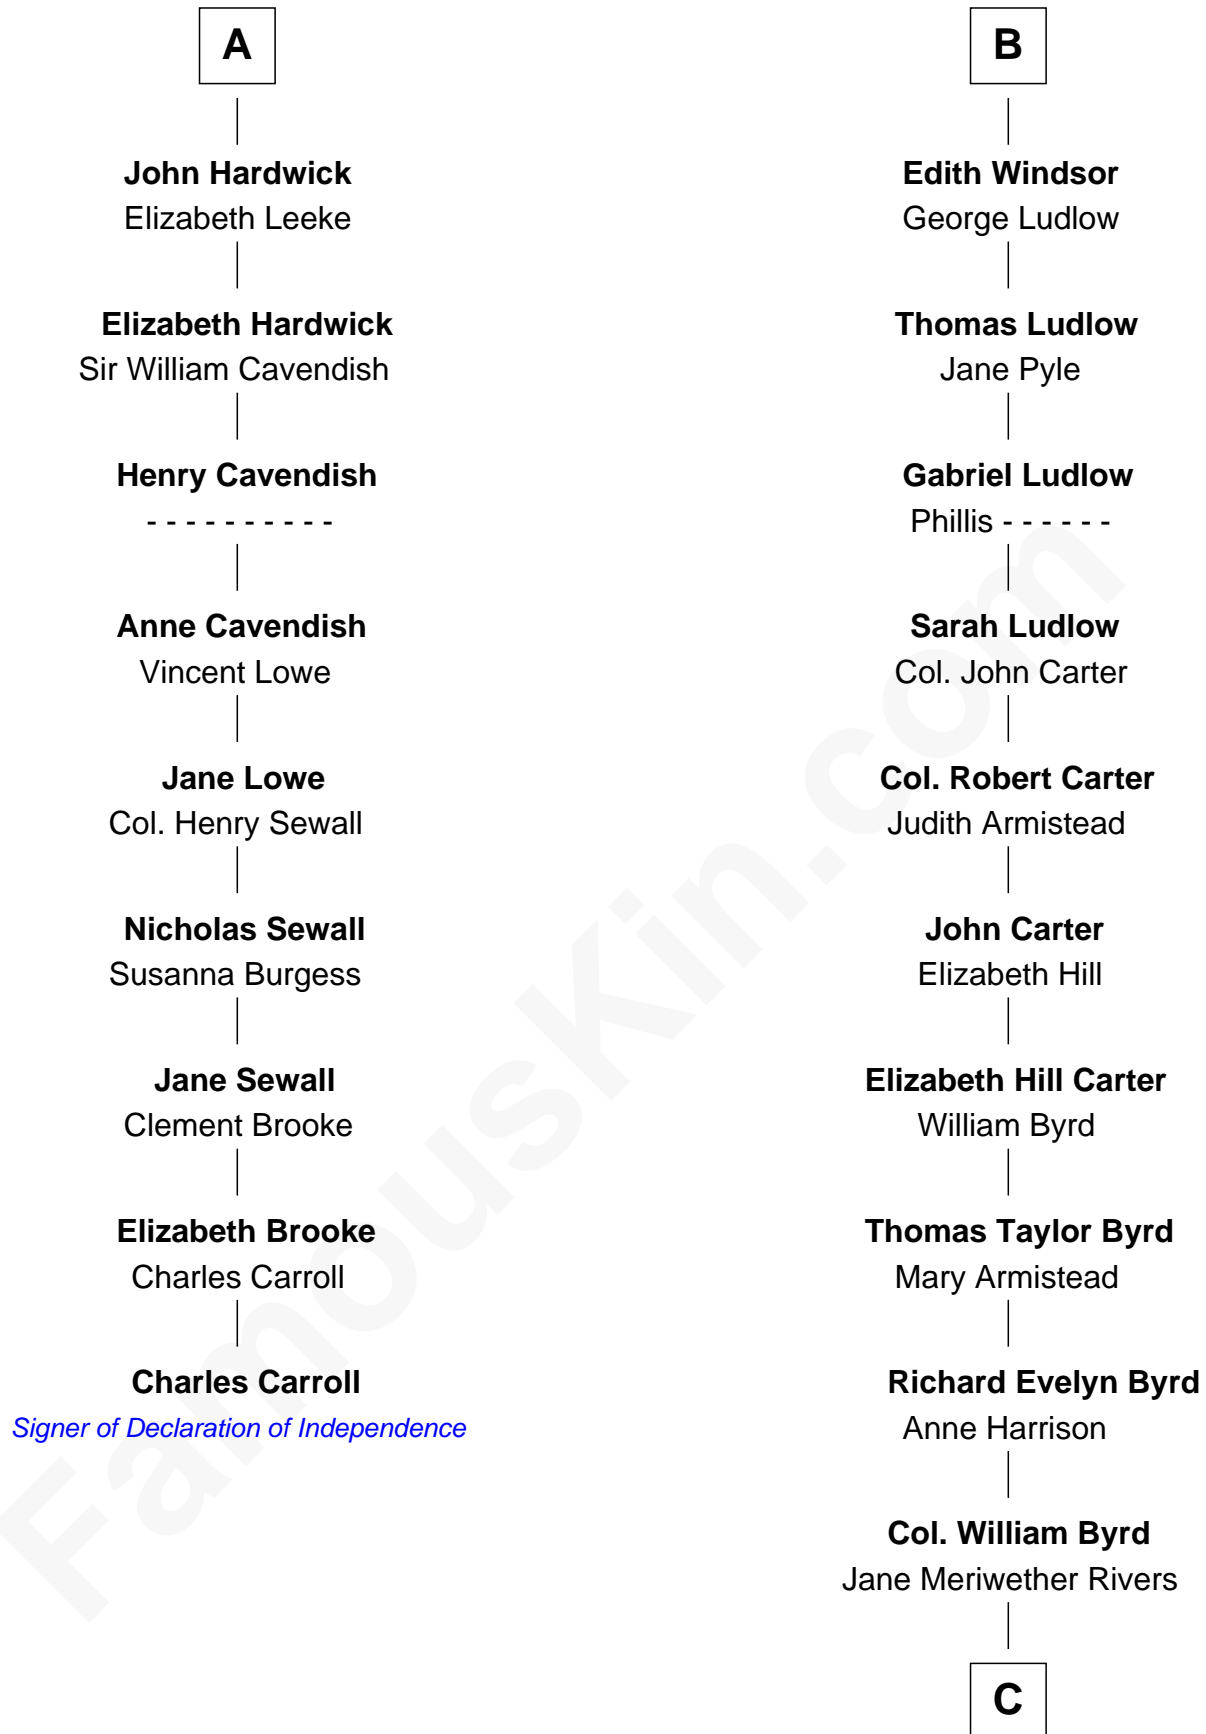 A
John Hardwick
Elizabeth Leeke
Elizabeth Hardwick
Sir William Cavendish
Henry Cavendish
- - - - - - - - - -
Anne Cavendish
Vincent Lowe
Jane Lowe
Col. Henry Sewall
Nicholas Sewall
Susanna Burgess
Jane Sewall
Clement Brooke
Elizabeth Brooke
Charles Carroll
Charles Carroll
Signer of Declaration of Independence
B
Edith Windsor
George Ludlow
Thomas Ludlow
Jane Pyle
Gabriel Ludlow
Phillis - - - - - -
Sarah Ludlow
Col. John Carter
Col. Robert Carter
Judith Armistead
John Carter
Elizabeth Hill
Elizabeth Hill Carter
William Byrd
Thomas Taylor Byrd
Mary Armistead
Richard Evelyn Byrd
Anne Harrison
Col. William Byrd
Jane Meriwether Rivers
C
FamousKin.com